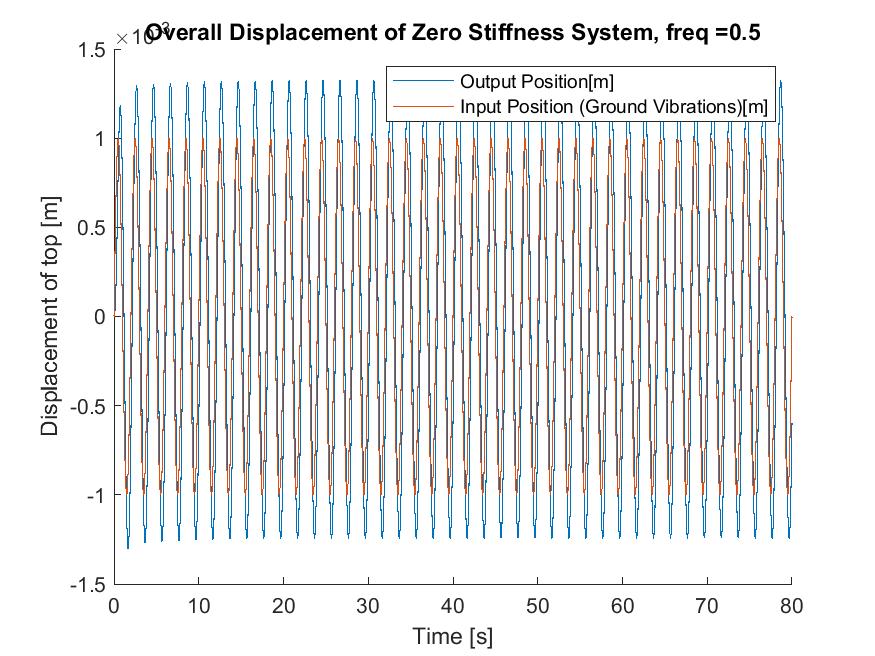 ×10-3
Overall Displacement of Zero Stiffness System, freq =0.5
1.5
Output Position[m]
Input Position (Ground Vibrations)[m]
1
0.5
0
-0.5
-1
-1.5
Displacement of top [m]
0 10 20 30 40 50 60 70 80
Time [s]